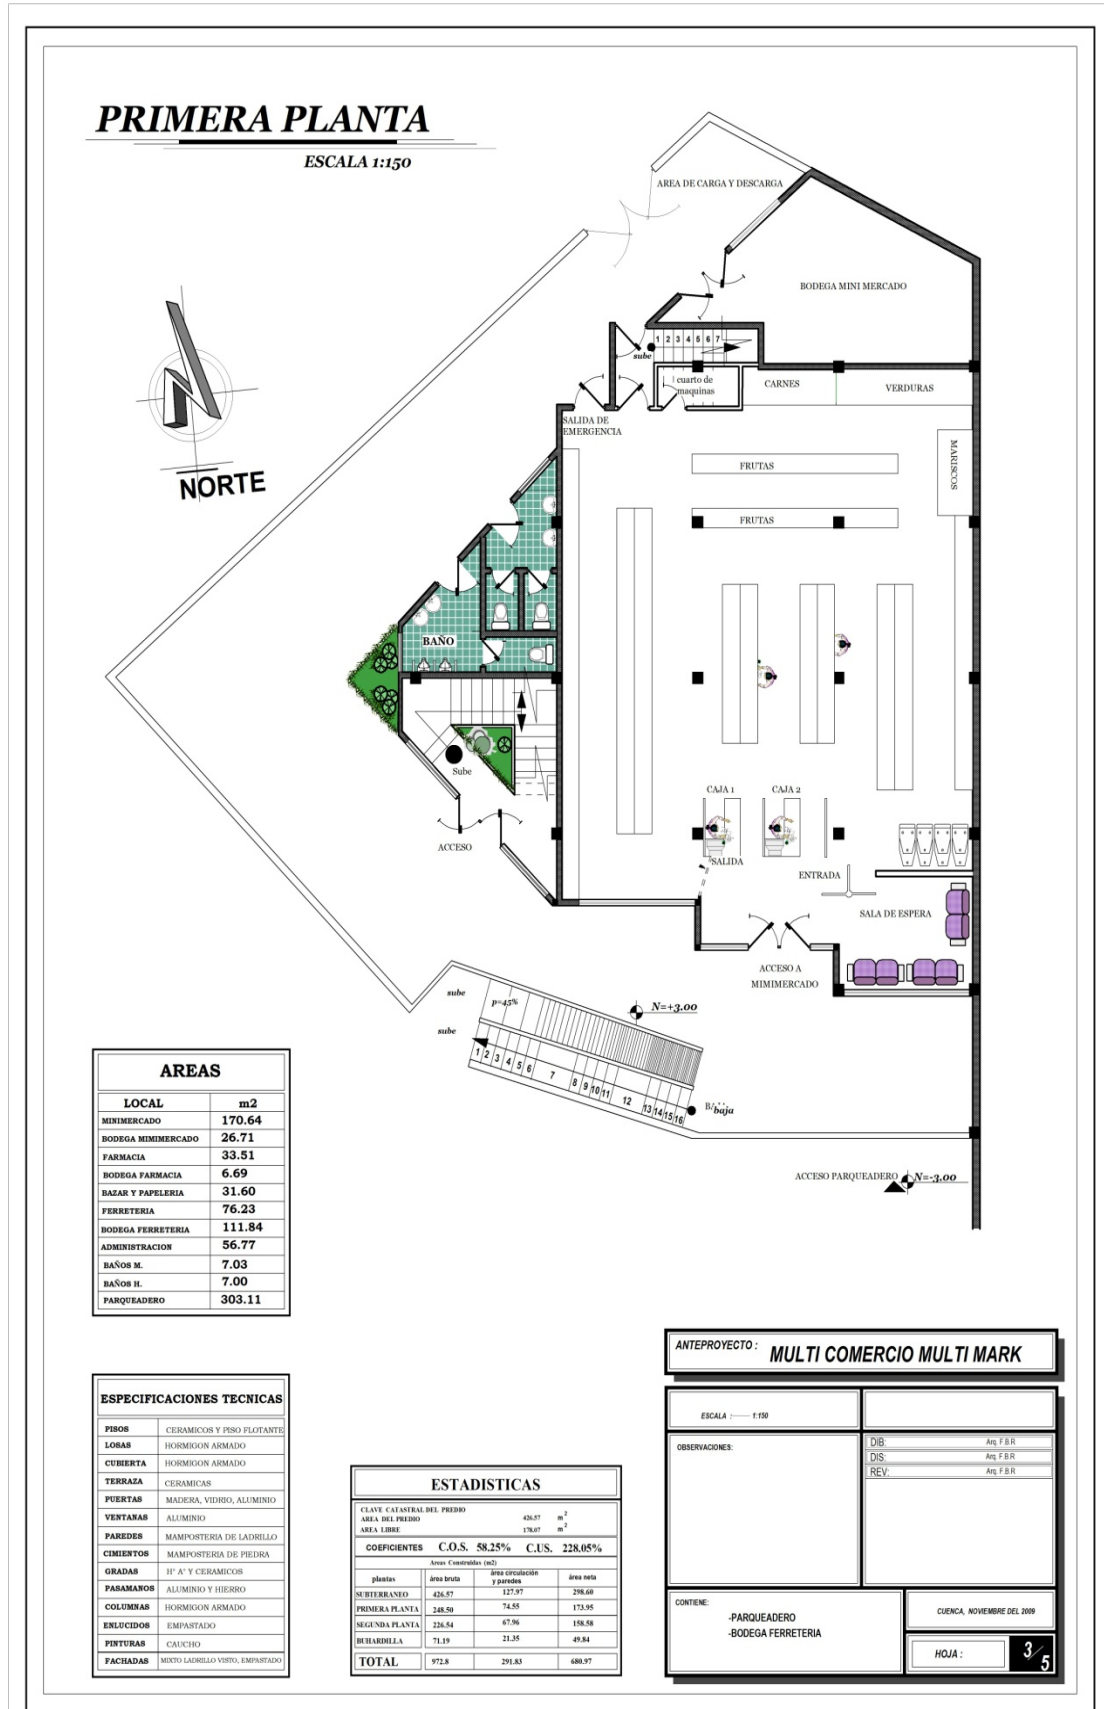 PRIMERA PLANTA
ESCALA 1:150
AREA DE CARGA Y DESCARGA
BODEGA MINI MERCADO
1 2 3 4 5 6 7
sube
cuarto de
maquinas
CARNES
VERDURAS
SALIDA DE
EMERGENCIA
MARISCOS
FRUTAS
NORTE
FRUTAS
BAÑO
Sube
CAJA 1
CAJA 2
ACCESO
SALIDA
ENTRADA
SALA DE ESPERA
ACCESO A
MIMIMERCADO
sube
p=45%
N=+3.00
sube
1 2 3 4 5 6 7 8 9 10 11 12 13 14 15 16
baja
ACCESO PARQUEADERO
N=-3.00
AREAS
LOCAL m2
MINIMERCADO 170.64
BODEGA MIMIMERCADO 26.71
FARMACIA 33.51
BODEGA FARMACIA 6.69
BAZAR Y PAPELERIA 31.60
FERRETERIA 76.23
BODEGA FERRETERIA 111.84
ADMINISTRACION 56.77
BAÑOS M. 7.03
BAÑOS H. 7.00
PARQUEADERO 303.11
ESPECIFICACIONES TECNICAS
PISOS CERAMICOS Y PISO FLOTANTE
LOSAS HORMIGON ARMADO
CUBIERTA HORMIGON ARMADO
TERRAZA CERAMICAS
PUERTAS MADERA, VIDRIO, ALUMINIO
VENTANAS ALUMINIO
PAREDES MAMPOSTERIA DE LADRILLO
CIMIENTOS MAMPOSTERIA DE PIEDRA
GRADAS H° A° Y CERAMICOS
PASAMANOS ALUMINIO Y HIERRO
COLUMNAS HORMIGON ARMADO
ENLUCIDOS EMPASTADO
PINTURAS CAUCHO
FACHADAS MIXTO LADRILLO VISTO, EMPASTADO
ESTADISTICAS
CLAVE CATASTRAL DEL PREDIO
AREA DEL PREDIO 426.57 m2
AREA LIBRE 178.07 m2
COEFICIENTES C.O.S. 58.25% C.US. 228.05%
Areas Construidas (m2)
plantas área bruta área circulación y paredes área neta
SUBTERRANEO 426.57 127.97 298.60
PRIMERA PLANTA 248.50 74.55 173.95
SEGUNDA PLANTA 226.54 67.96 158.58
BUHARDILLA 71.19 21.35 49.84
TOTAL 972.8 291.83 680.97
ANTEPROYECTO : MULTI COMERCIO MULTI MARK
ESCALA :------- 1:150
OBSERVACIONES:
DIB: Arq. F.B.R
DIS: Arq. F.B.R
REV: Arq. F.B.R
CONTIENE:
-PARQUEADERO
-BODEGA FERRETERIA
CUENCA, NOVIEMBRE DEL 2009
HOJA : 3/5